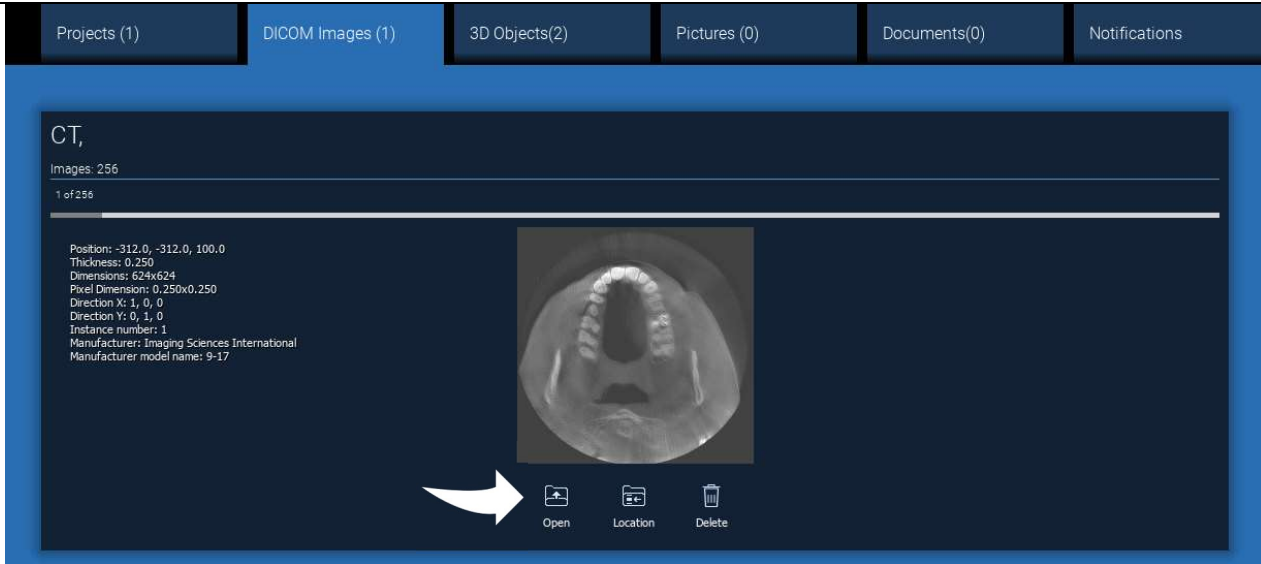 Projects (1)
DICOM Images (1)
3D Objects(2)
Pictures (0)
Documents(0)
Notifications
CT,
Images: 256
1 of 256
Position: -312.0, -312.0, 100.0
Thickness: 0.250
Dimensions: 624x624
Pixel Dimension: 0.250x0.250
Direction X: 1, 0, 0
Direction Y: 0, 1, 0
Instance number: 1
Manufacturer: Imaging Sciences International
Manufacturer model name: 9-17
Open
Location
Delete